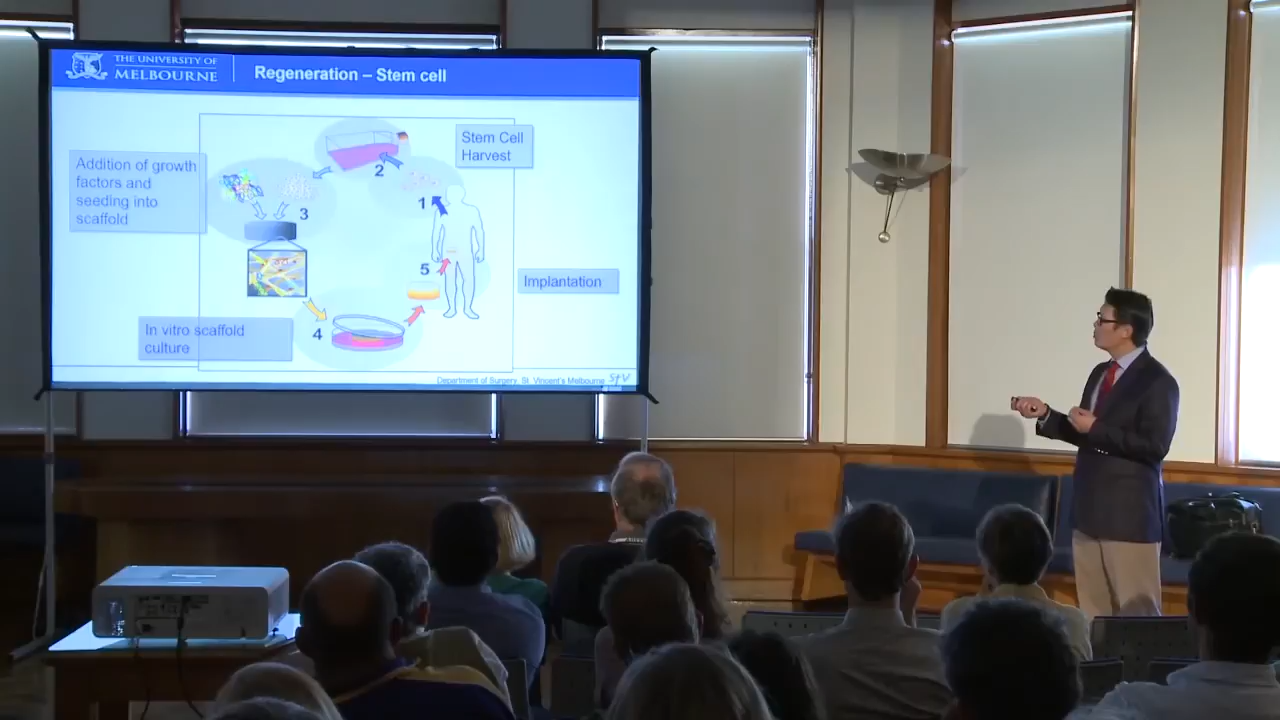 THE UNIVERSITY OF
MELBOURNE
Regeneration – Stem cell
Stem Cell
Harvest
Addition of growth
factors and
seeding into
scaffold
2
1
3
5
Implantation
4
In vitro scaffold
culture
Department of Surgery, St. Vincent's Melbourne